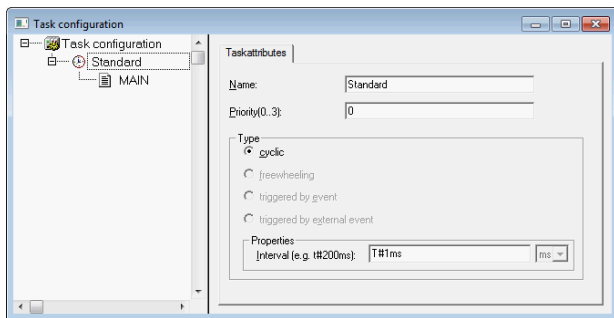 Task configuration
Task configuration
Standard
MAIN
Taskattributes
Name: Standard
Priority(0..3): 0
Type
cyclic
freewheeling
triggered by event
triggered by external event
Properties
Interval (e.g. t#200ms): T#1ms ms